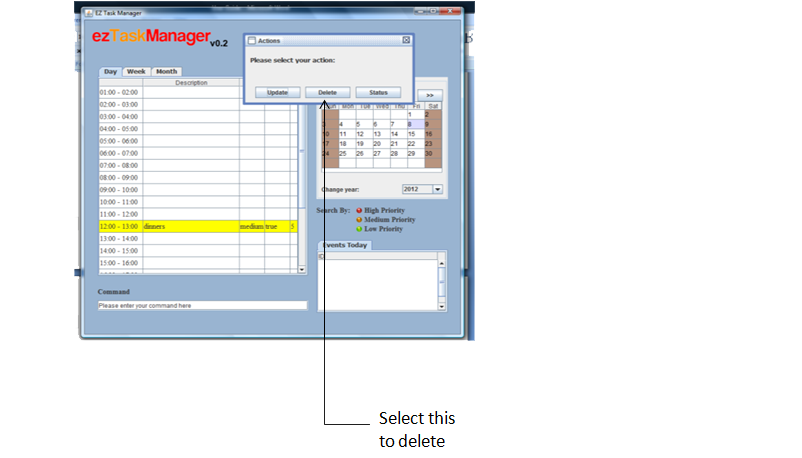 EZ Task Manager
ezTaskManager v0.2
Actions
Please select your action:
Update Delete Status
Day Week Month
Description
>>
Mon Tue Wed Thu Fri Sat
01:00 - 02:00
02:00 - 03:00
03:00 - 04:00
04:00 - 05:00
05:00 - 06:00
06:00 - 07:00
07:00 - 08:00
08:00 - 09:00
09:00 - 10:00
10:00 - 11:00
11:00 - 12:00
12:00 - 13:00 dinners medium true 5
13:00 - 14:00
14:00 - 15:00
15:00 - 16:00
1 2
3 4 5 6 7 8 9
10 11 12 13 14 15 16
17 18 19 20 21 22 23
24 25 26 27 28 29 30
Change year: 2012
Search By: High Priority
Medium Priority
Low Priority
Events Today
ID
Command
Please enter your command here
Select this
to delete